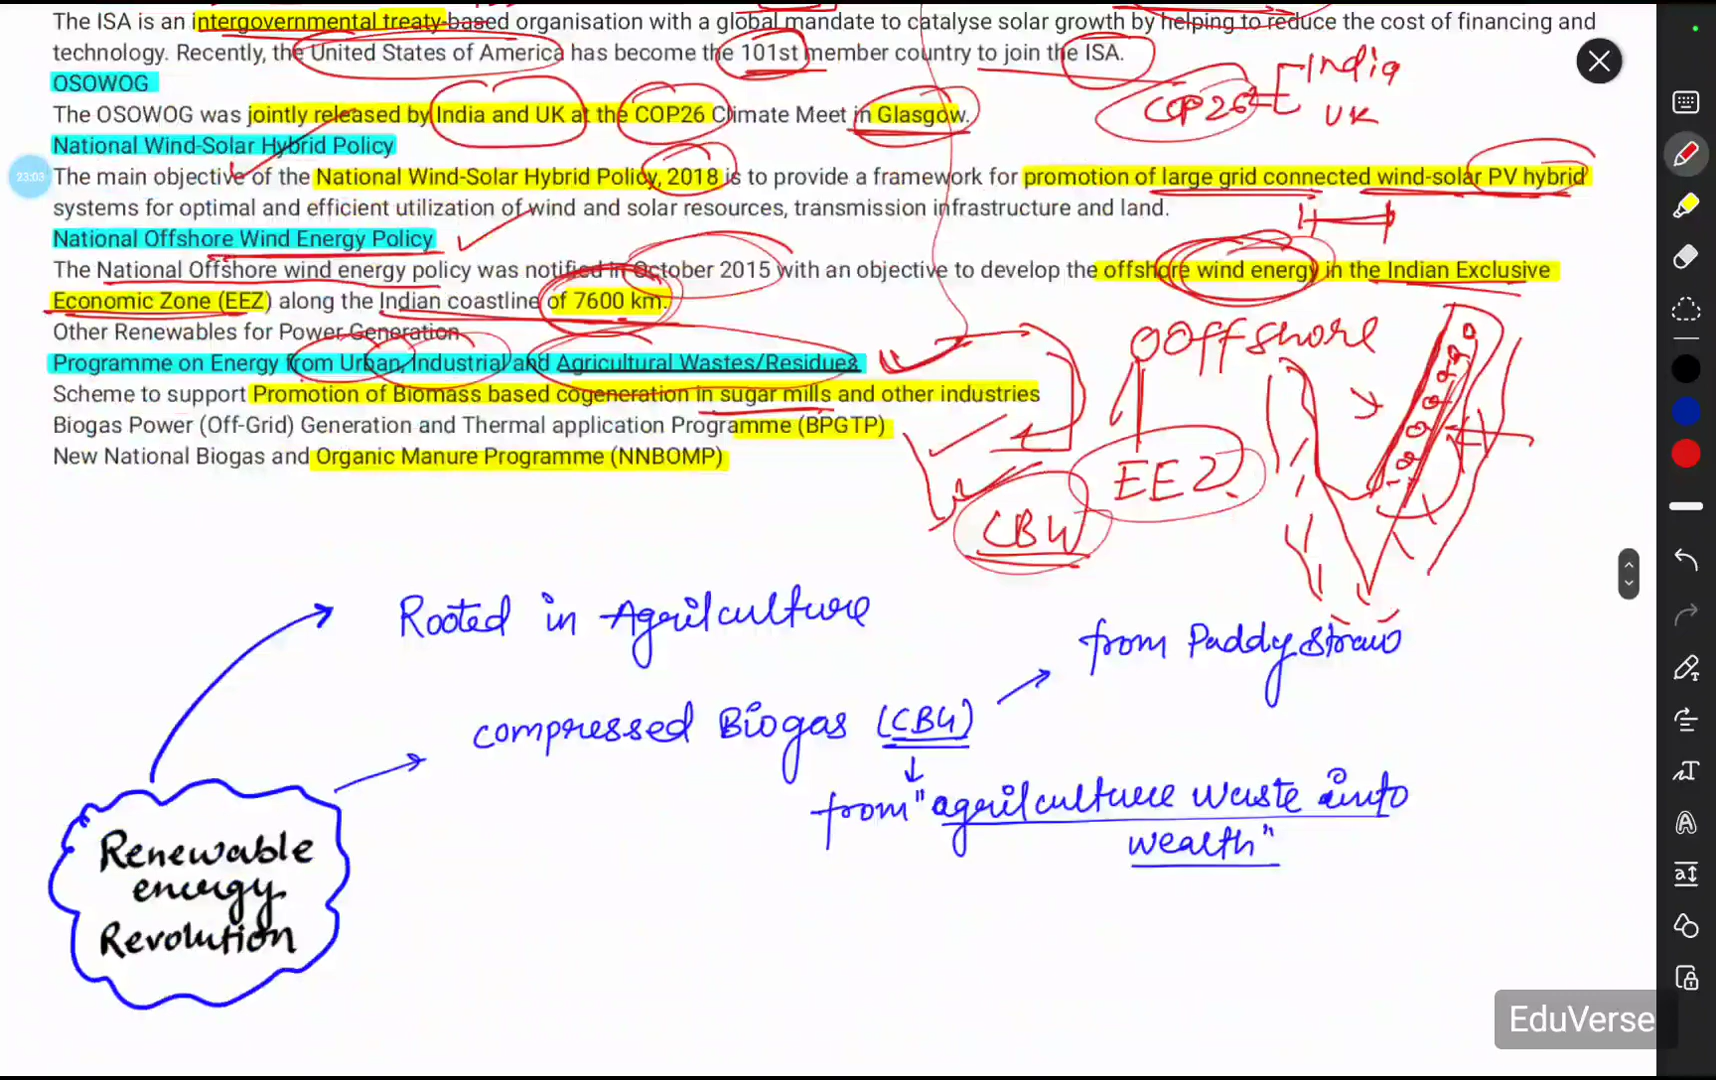 The ISA is an intergovernmental treaty-based organisation with a global mandate to catalyse solar growth by helping to reduce the cost of financing and
technology. Recently, the United States of America has become the 101st member country to join the ISA.
OSOWOG
The OSOWOG was jointly released by India and UK at the COP26 Climate Meet in Glasgow.
COP26
India
UK
National Wind-Solar Hybrid Policy
23:03
The main objective of the National Wind-Solar Hybrid Policy, 2018 is to provide a framework for promotion of large grid connected wind-solar PV hybrid
systems for optimal and efficient utilization of wind and solar resources, transmission infrastructure and land.
National Offshore Wind Energy Policy
The National Offshore wind energy policy was notified in October 2015 with an objective to develop the offshore wind energy in the Indian Exclusive
Economic Zone (EEZ) along the Indian coastline of 7600 km.
Other Renewables for Power Generation
Offshore
Programme on Energy from Urban, Industrial and Agricultural Wastes/Residues
Scheme to support Promotion of Biomass based cogeneration in sugar mills and other industries
Biogas Power (Off-Grid) Generation and Thermal application Programme (BPGTP)
New National Biogas and Organic Manure Programme (NNBOMP)
EEZ
CBG
Rooted in Agriculture
from Paddy straw
compressed Biogas (CBG)
from "agriculture waste into
wealth"
Renewable
energy
Revolution
EduVerse